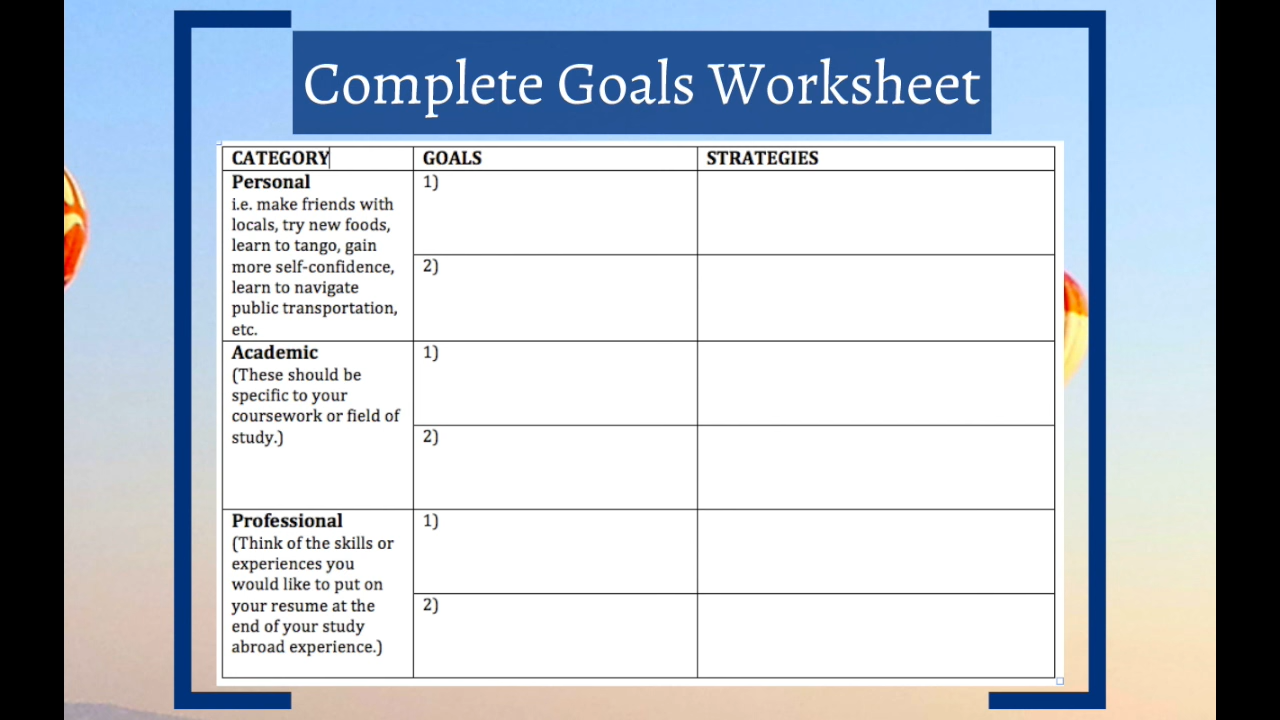 Complete Goals Worksheet
CATEGORY GOALS STRATEGIES
Personal
i.e. make friends with
locals, try new foods,
learn to tango, gain
more self-confidence,
learn to navigate
public transportation,
etc.
1)
2)
Academic
(These should be
specific to your
coursework or field of
study.)
1)
2)
Professional
(Think of the skills or
experiences you
would like to put on
your resume at the
end of your study
abroad experience.)
1)
2)